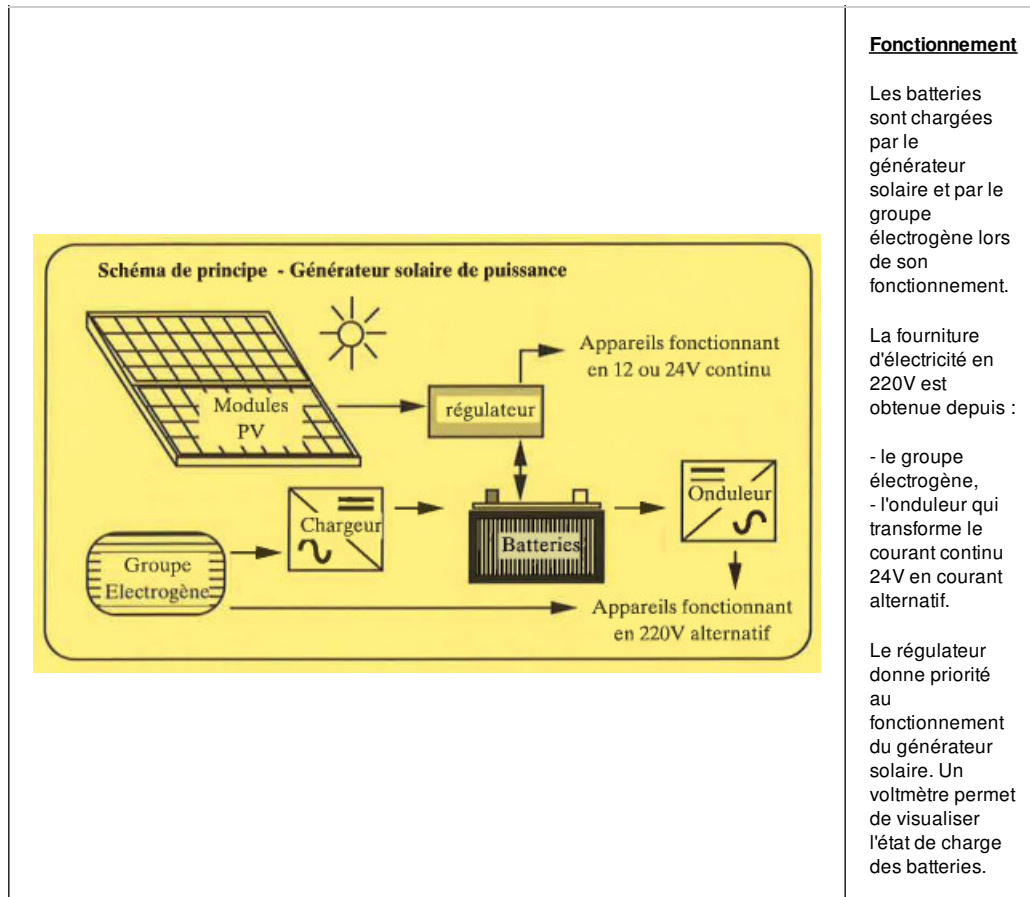 Schéma de principe - Générateur solaire de puissance
Modules
PV
régulateur
Appareils fonctionnant
en 12 ou 24V continu
Chargeur
Batteries
Onduleur
Groupe
Electrogène
Appareils fonctionnant
en 220V alternatif
Fonctionnement
Les batteries
sont chargées
par le
générateur
solaire et par le
groupe
électrogène lors
de son
fonctionnement.
La fourniture
d'électricité en
220V est
obtenue depuis :
- le groupe
électrogène,
- l'onduleur qui
transforme le
courant continu
24V en courant
alternatif.
Le régulateur
donne priorité
au
fonctionnement
du générateur
solaire. Un
voltmètre permet
de visualiser
l'état de charge
des batteries.